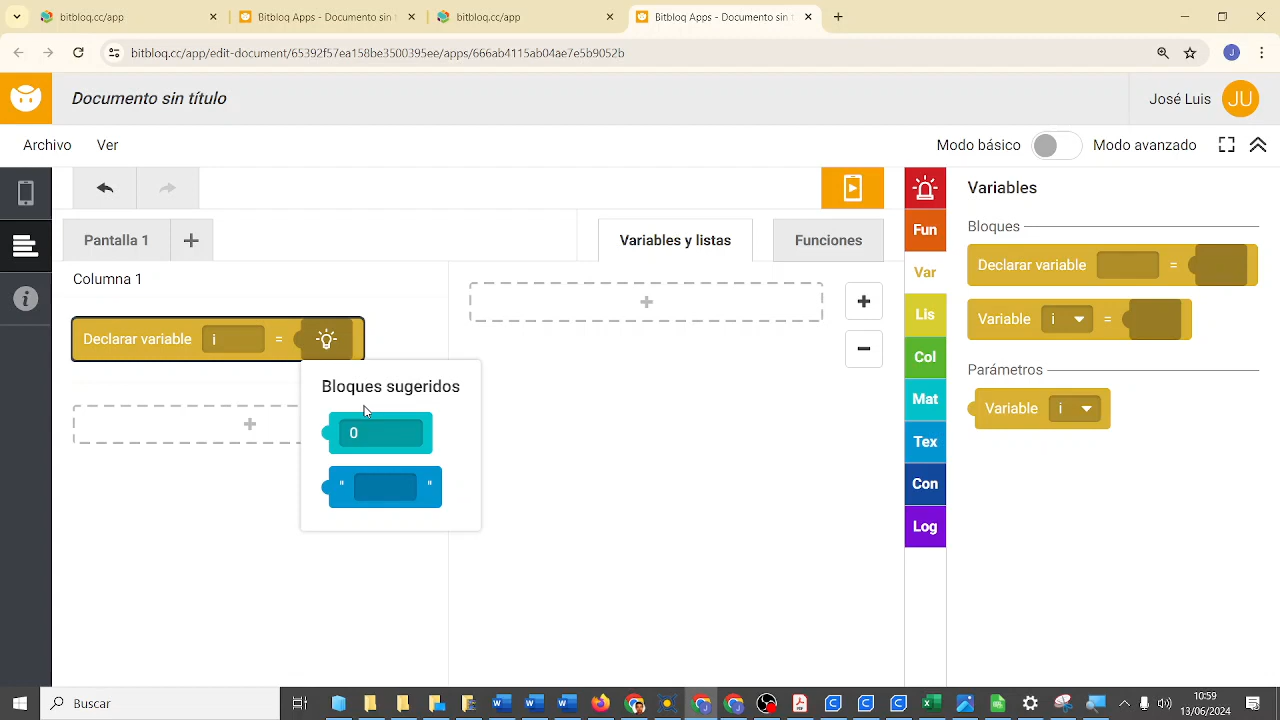 bitbloq.cc/app
Bitbloq Apps - Documento sin t
bitbloq.cc/app
Bitbloq Apps - Documento sin t
bitbloq.cc/app/edit-document/65392f57ea158be3500395ee/apps/666ab4115ab04ae7e5b9052b
J
Documento sin título
José Luis
JU
Archivo
Ver
Modo básico
Modo avanzado
Pantalla 1
Variables y listas
Funciones
Fun
Var
Lis
Col
Mat
Tex
Con
Log
Columna 1
Declarar variable i =
Bloques sugeridos
0
" "
Variables
Bloques
Declarar variable =
Variable i =
Parámetros
Variable i
Buscar
10:59
13/06/2024